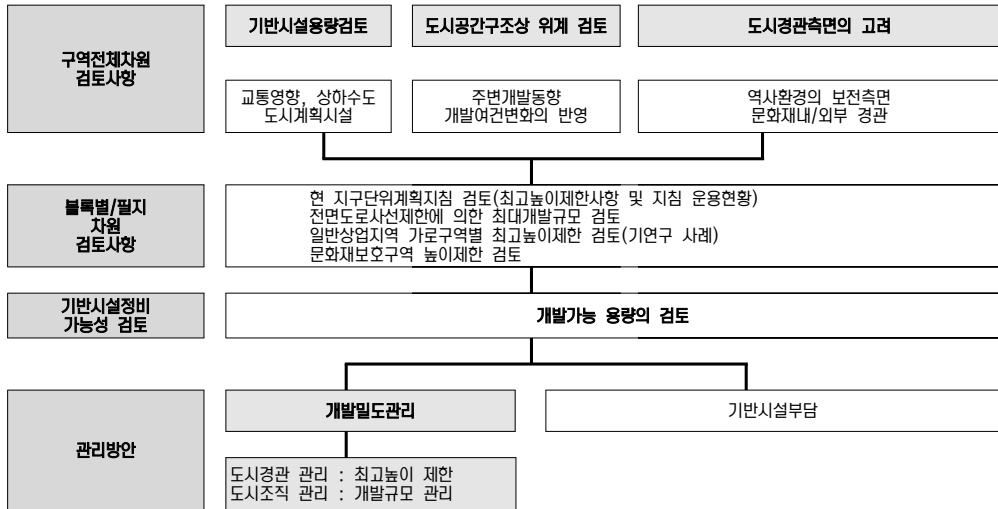 구역전체차원
검토사항
기반시설용량검토
도시공간구조상 위계 검토
도시경관측면의 고려
교통영향, 상하수도
도시계획시설
주변개발동향
개발여건변화의 반영
역사환경의 보전측면
문화재내/외부 경관
블록별/필지
차원
검토사항
현 지구단위계획지침 검토(최고높이제한사항 및 지침 운용현황)
전면도로사선제한에 의한 최대개발규모 검토
일반상업지역 가로구역별 최고높이제한 검토(기연구 사례)
문화재보호구역 높이제한 검토
기반시설정비
가능성 검토
개발가능 용량의 검토
관리방안
개발밀도관리
기반시설부담
도시경관 관리 : 최고높이 제한
도시조직 관리 : 개발규모 관리